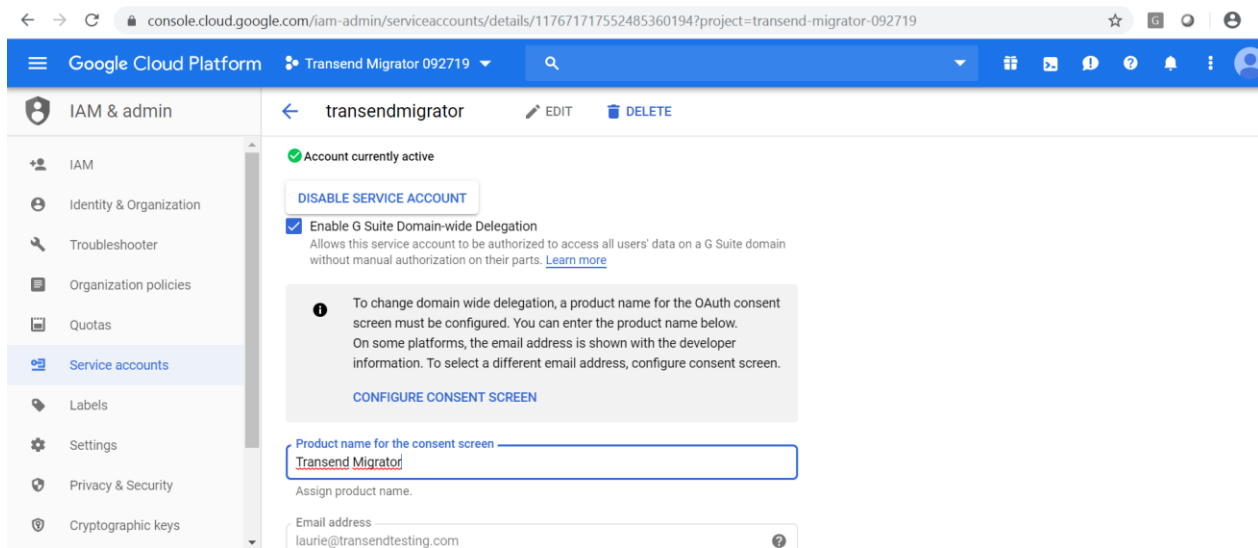 console.cloud.google.com/iam-admin/serviceaccounts/details/117671717552485360194?project=transend-migrator-092719
G
Google Cloud Platform
Transend Migrator 092719
IAM & admin
transendmigrator
EDIT
DELETE
IAM
Identity & Organization
Troubleshooter
Organization policies
Quotas
Service accounts
Labels
Settings
Privacy & Security
Cryptographic keys
Account currently active
DISABLE SERVICE ACCOUNT
Enable G Suite Domain-wide Delegation
Allows this service account to be authorized to access all users' data on a G Suite domain
without manual authorization on their parts. Learn more
To change domain wide delegation, a product name for the OAuth consent
screen must be configured. You can enter the product name below.
On some platforms, the email address is shown with the developer
information. To select a different email address, configure consent screen.
CONFIGURE CONSENT SCREEN
Product name for the consent screen
Transend Migrator
Assign product name.
Email address
laurie@transendtesting.com